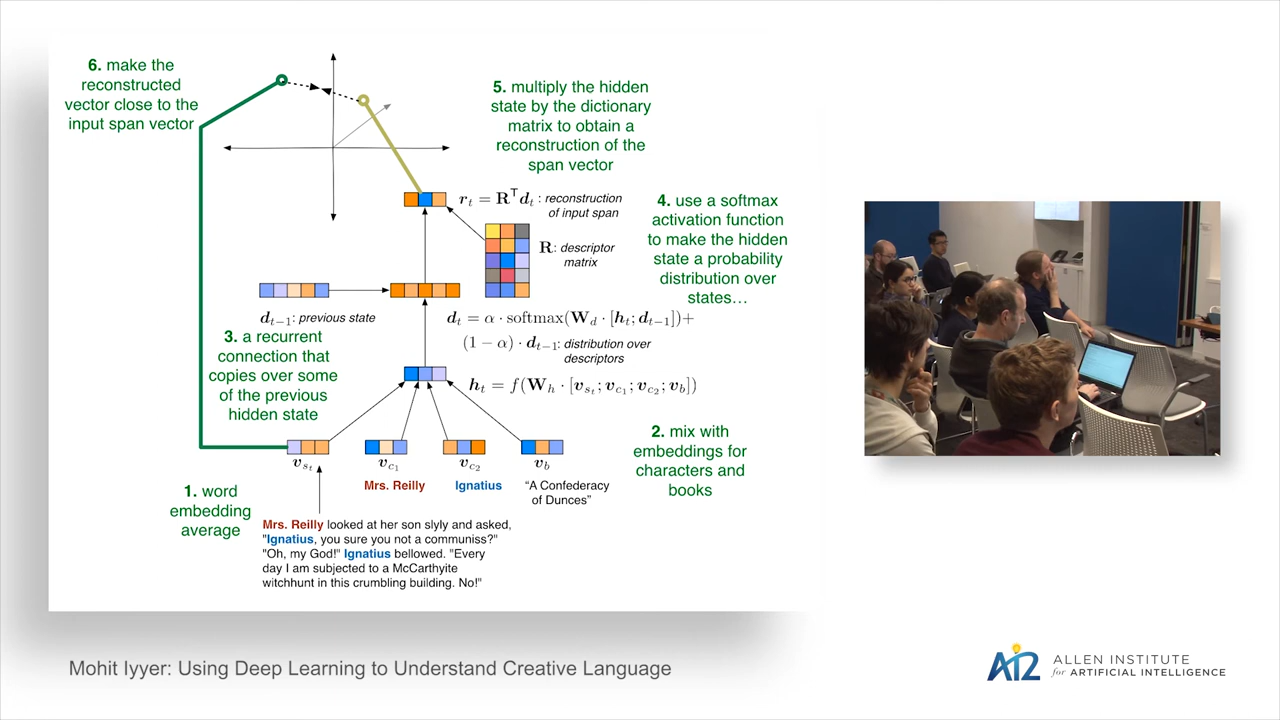 6. make the
reconstructed
vector close to the
input span vector
5. multiply the hidden
state by the dictionary
matrix to obtain a
reconstruction of the
span vector
r_t = R^T d_t : reconstruction
of input span
R: descriptor
matrix
4. use a softmax
activation function
to make the hidden
state a probability
distribution over
states…
d_{t−1}: previous state
d_t = α · softmax(W_d · [h_t; d_{t−1}])+
(1 − α) · d_{t−1}: distribution over
descriptors
3. a recurrent
connection that
copies over some
of the previous
hidden state
h_t = f(W_h · [v_{s_t}; v_{c_1}; v_{c_2}; v_b])
2. mix with
embeddings for
characters and
books
v_{s_t} v_{c_1} v_{c_2} v_b
Mrs. Reilly Ignatius “A Confederacy
of Dunces”
1. word
embedding
average
Mrs. Reilly looked at her son slyly and asked,
"Ignatius, you sure you not a communiss?"
"Oh, my God!" Ignatius bellowed. "Every
day I am subjected to a McCarthyite
witchhunt in this crumbling building. No!"
Mohit Iyyer: Using Deep Learning to Understand Creative Language
AI2 ALLEN INSTITUTE
for ARTIFICIAL INTELLIGENCE